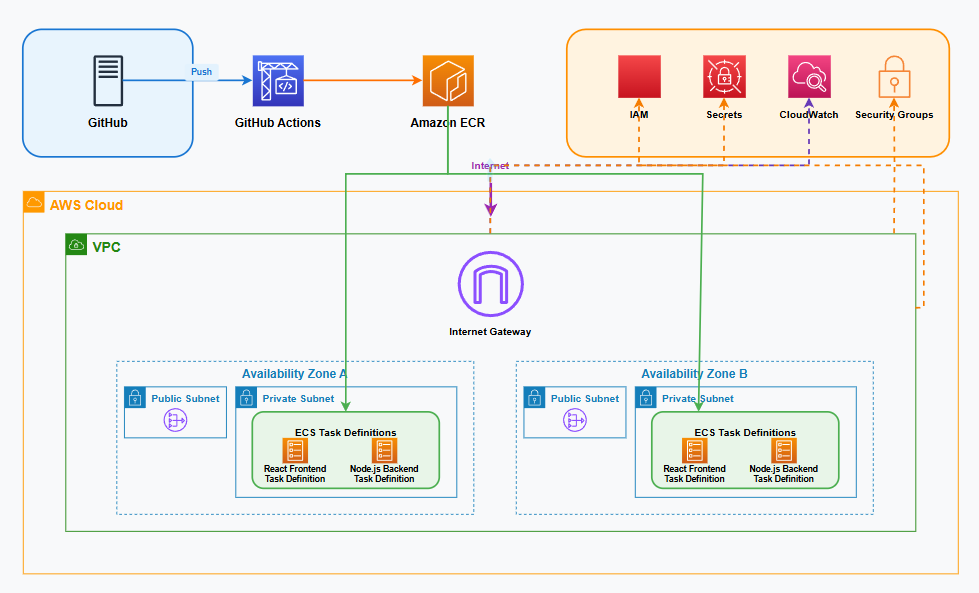 Push
GitHub
GitHub Actions
Amazon ECR
IAM
Secrets
CloudWatch
Security Groups
Internet
AWS Cloud
VPC
Internet Gateway
Availability Zone A
Public Subnet
Private Subnet
ECS Task Definitions
React Frontend
Task Definition
Node.js Backend
Task Definition
Availability Zone B
Public Subnet
Private Subnet
ECS Task Definitions
React Frontend
Task Definition
Node.js Backend
Task Definition